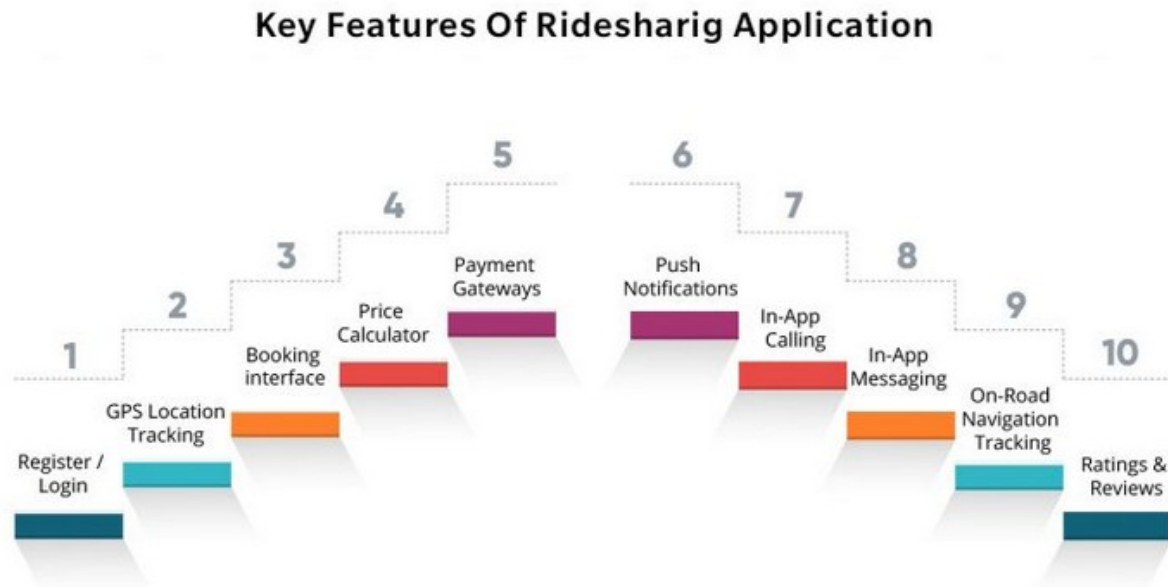 Key Features Of Ridesharig Application
1
Register /
Login
2
GPS Location
Tracking
3
Booking
interface
4
Price
Calculator
5
Payment
Gateways
6
Push
Notifications
7
In-App
Calling
8
In-App
Messaging
9
On-Road
Navigation
Tracking
10
Ratings &
Reviews